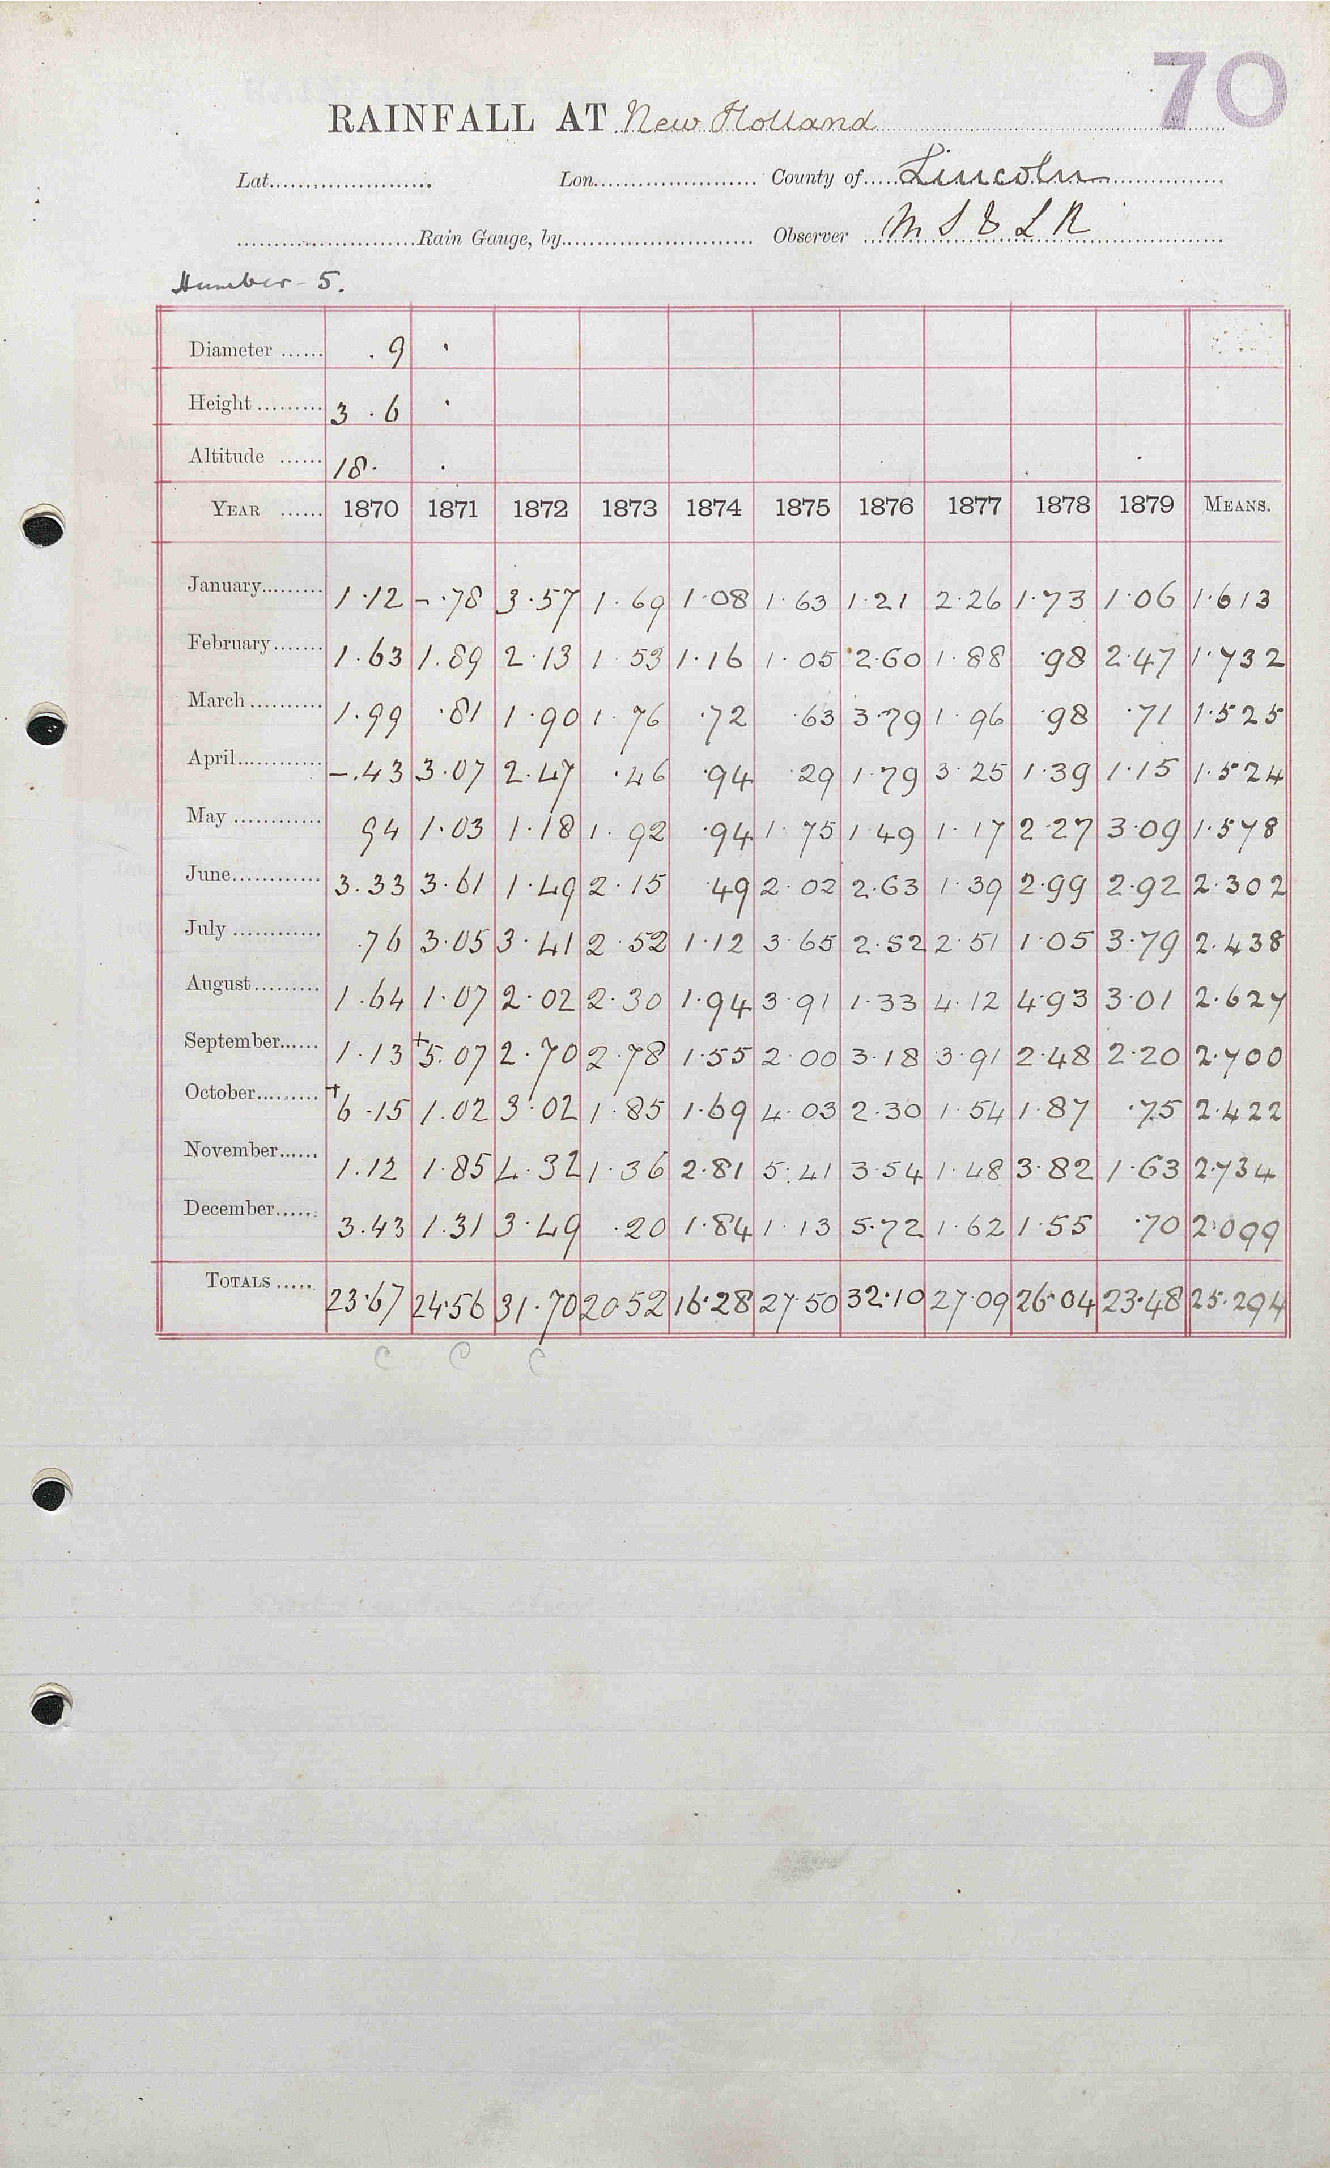 70
RAINFALL AT New Holland
Lat. Lon. County of Lincoln
Rain Gauge, by Observer M S & L R
Humber - 5.
Diameter . 9
Height 3 . 6
Altitude 18.
YEAR 1870 1871 1872 1873 1874 1875 1876 1877 1878 1879 MEANS.
January 1.12 -.78 3.57 1.69 1.08 1.63 1.21 2.26 1.73 1.06 1.613
February 1.63 1.89 2.13 1 53 1.16 1.05 2.60 1.88 .98 2.47 1.732
March 1.99 .81 1.90 1.76 .72 .63 3.79 1.96 .98 .71 1.525
April -.43 3.07 2.47 .46 .94 .29 1.79 3 25 1.39 1.15 1.524
May 94 1.03 1.18 1.92 .94 1.75 1.49 1.17 2 27 3.09 1.578
June 3.33 3.61 1.49 2.15 .49 2.02 2.63 1.39 2.99 2.92 2.302
July .76 3.05 3.41 2.52 1.12 3.65 2.52 2.51 1.05 3.79 2.438
August 1.64 1.07 2.02 2.30 1.94 3.91 1.33 4.12 4.93 3.01 2.627
September 1.13 +5.07 2.70 2.78 1.55 2.00 3.18 3.91 2.48 2.20 2.700
October +6.15 1.02 3.02 1.85 1.69 4.03 2.30 1.54 1.87 .75 2.422
November 1.12 1.85 4.32 1.36 2.81 5.41 3.54 1.48 3.82 1.63 2.734
December 3.43 1.31 3.49 .20 1.84 1.13 5.72 1.62 1.55 .70 2.099
TOTALS 23.67 24.56 31.70 20.52 16.28 27.50 32.10 27.09 26.04 23.48 25.294
C C C